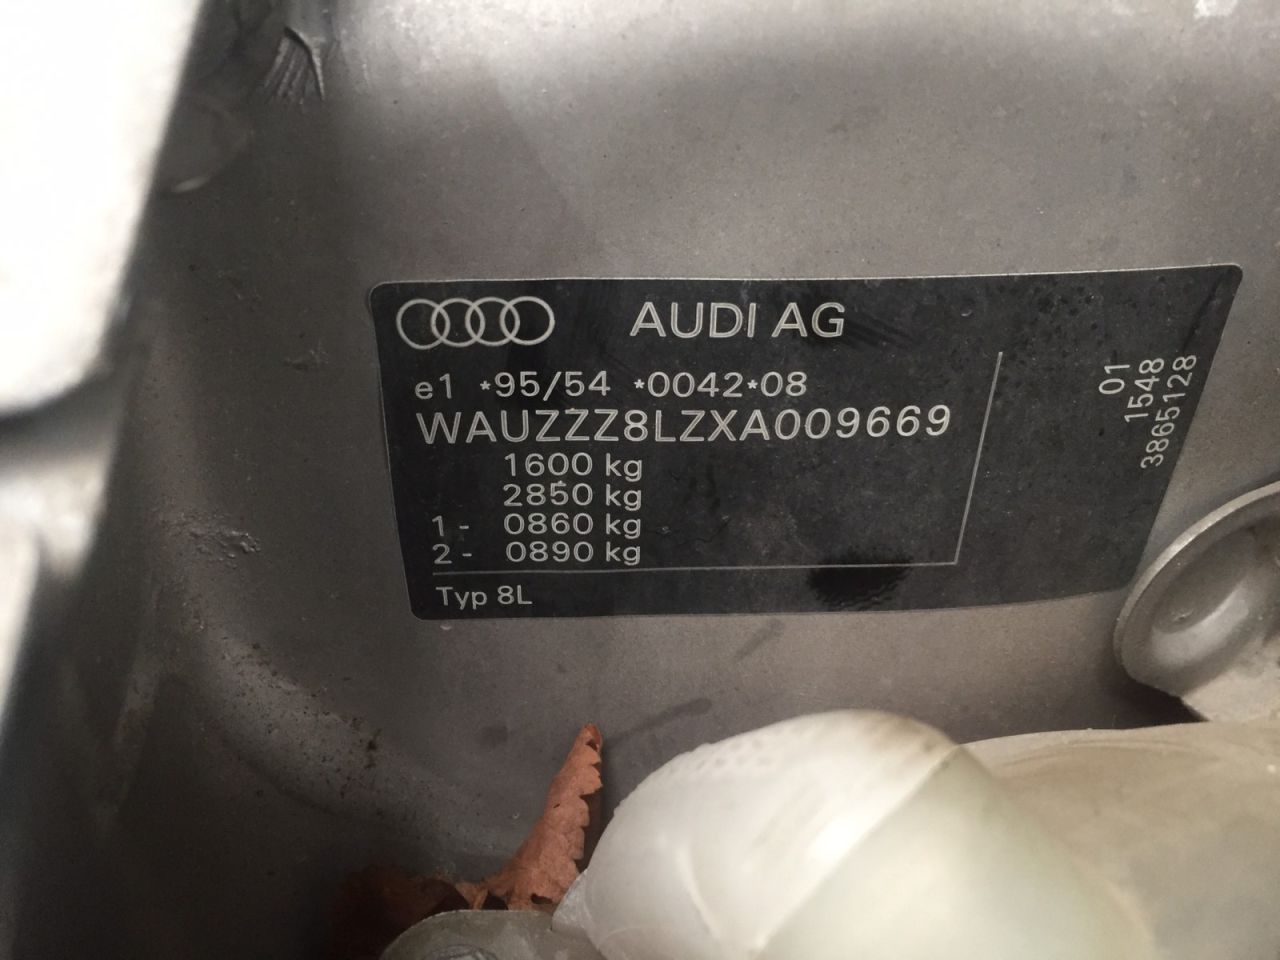 AUDI AG
e1 *95/54 *0042*08
WAUZZZ8LZXA009669
1600 kg
2850 kg
1 - 0860 kg
2 - 0890 kg
Typ 8L
01
1548
3865128